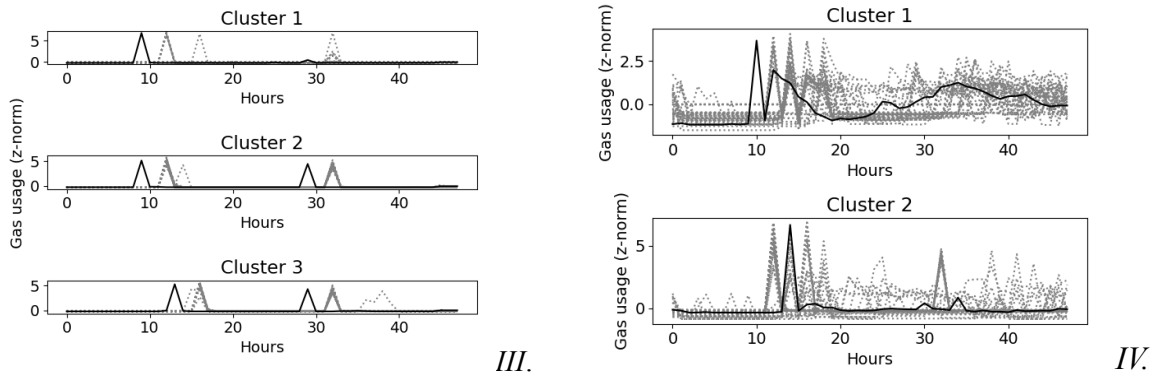 Cluster 1
5
0
0 10 20 30 40
Hours
Cluster 2
5
0
0 10 20 30 40
Hours
Cluster 3
5
0
0 10 20 30 40
Hours
Gas usage (z-norm)
III.
Cluster 1
2.5
0.0
0 10 20 30 40
Hours
Gas usage (z-norm)
Cluster 2
5
0
0 10 20 30 40
Hours
Gas usage (z-norm)
IV.